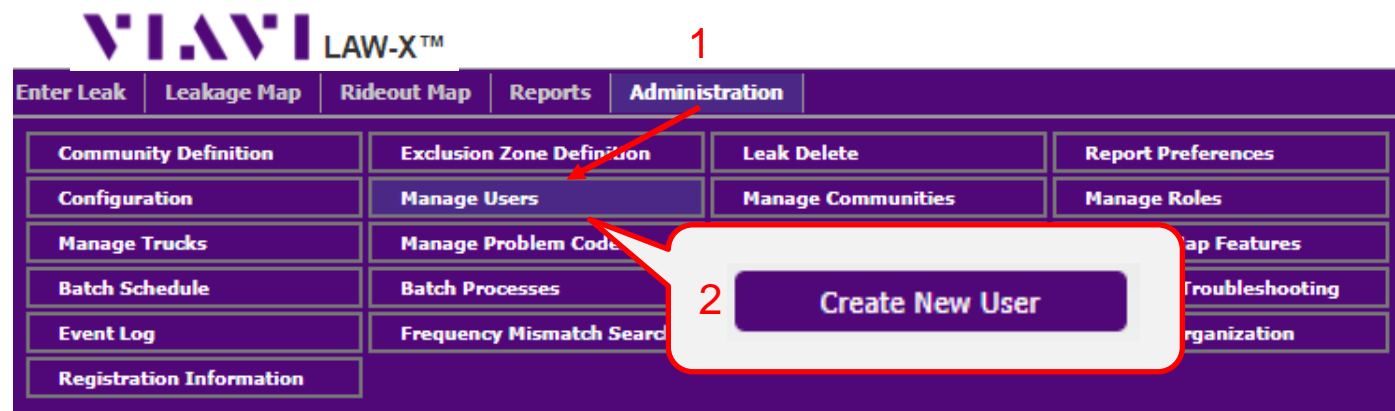 VIAVI LAW-X™
1
Enter Leak Leakage Map Rideout Map Reports Administration
Community Definition Exclusion Zone Definition Leak Delete Report Preferences
Configuration Manage Users Manage Communities Manage Roles
Manage Trucks Manage Problem Code ap Features
Batch Schedule Batch Processes Troubleshooting
2 Create New User
Event Log Frequency Mismatch Search rganization
Registration Information